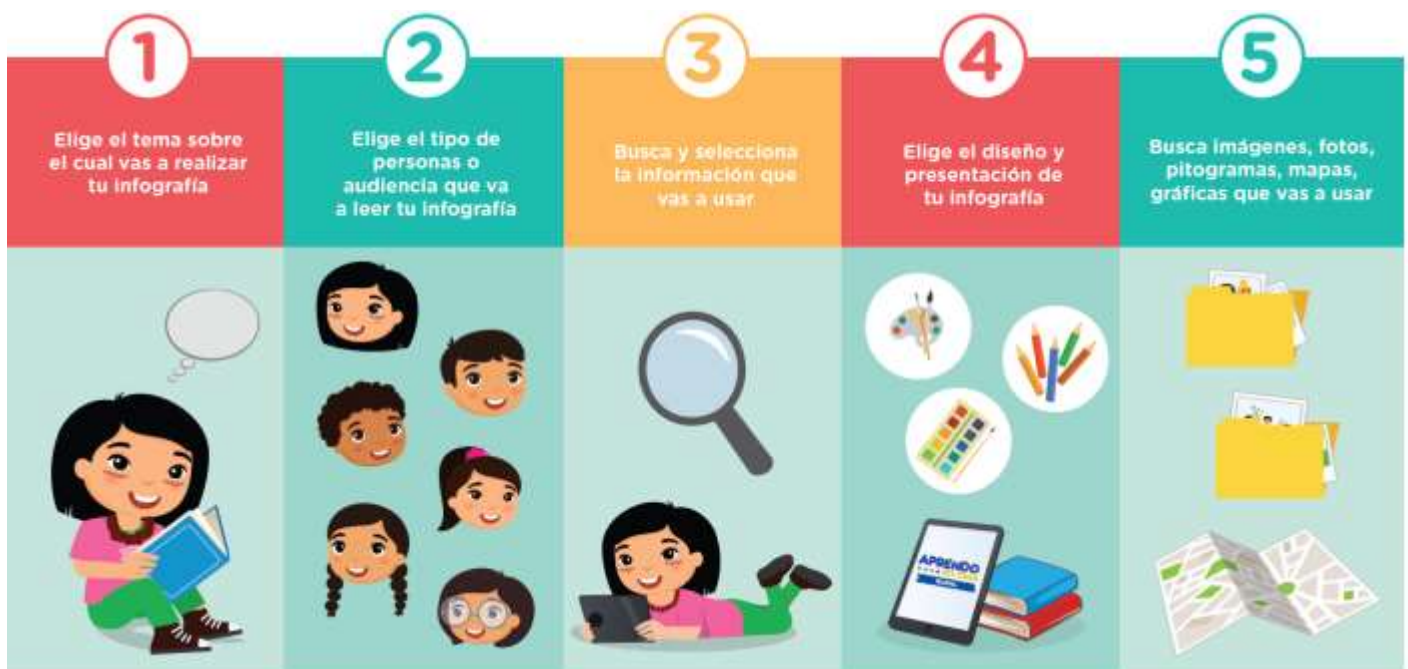 1
Elige el tema sobre
el cual vas a realizar
tu infografía
2
Elige el tipo de
personas o
audiencia que va
a leer tu infografía
3
Busca y selecciona
la información que
vas a usar
4
Elige el diseño y
presentación de
tu infografía
5
Busca imágenes, fotos,
pitogramas, mapas,
gráficas que vas a usar
APRENDO